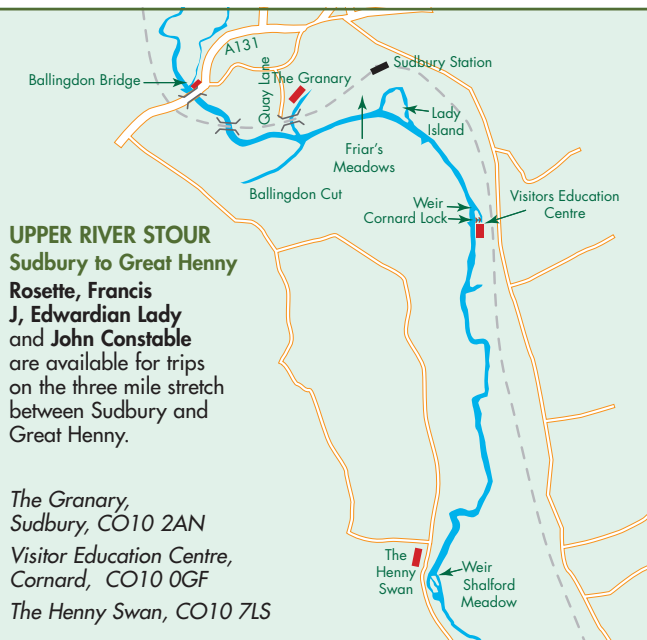 A131
Ballingdon Bridge
Quay Lane
The Granary
Sudbury Station
Lady
Island
Friar's
Meadows
Ballingdon Cut
Weir
Cornard Lock
Visitors Education
Centre
UPPER RIVER STOUR
Sudbury to Great Henny
Rosette, Francis
J, Edwardian Lady
and John Constable
are available for trips
on the three mile stretch
between Sudbury and
Great Henny.
The Granary,
Sudbury, CO10 2AN
Visitor Education Centre,
Cornard, CO10 0GF
The Henny Swan, CO10 7LS
The
Henny
Swan
Weir
Shalford
Meadow